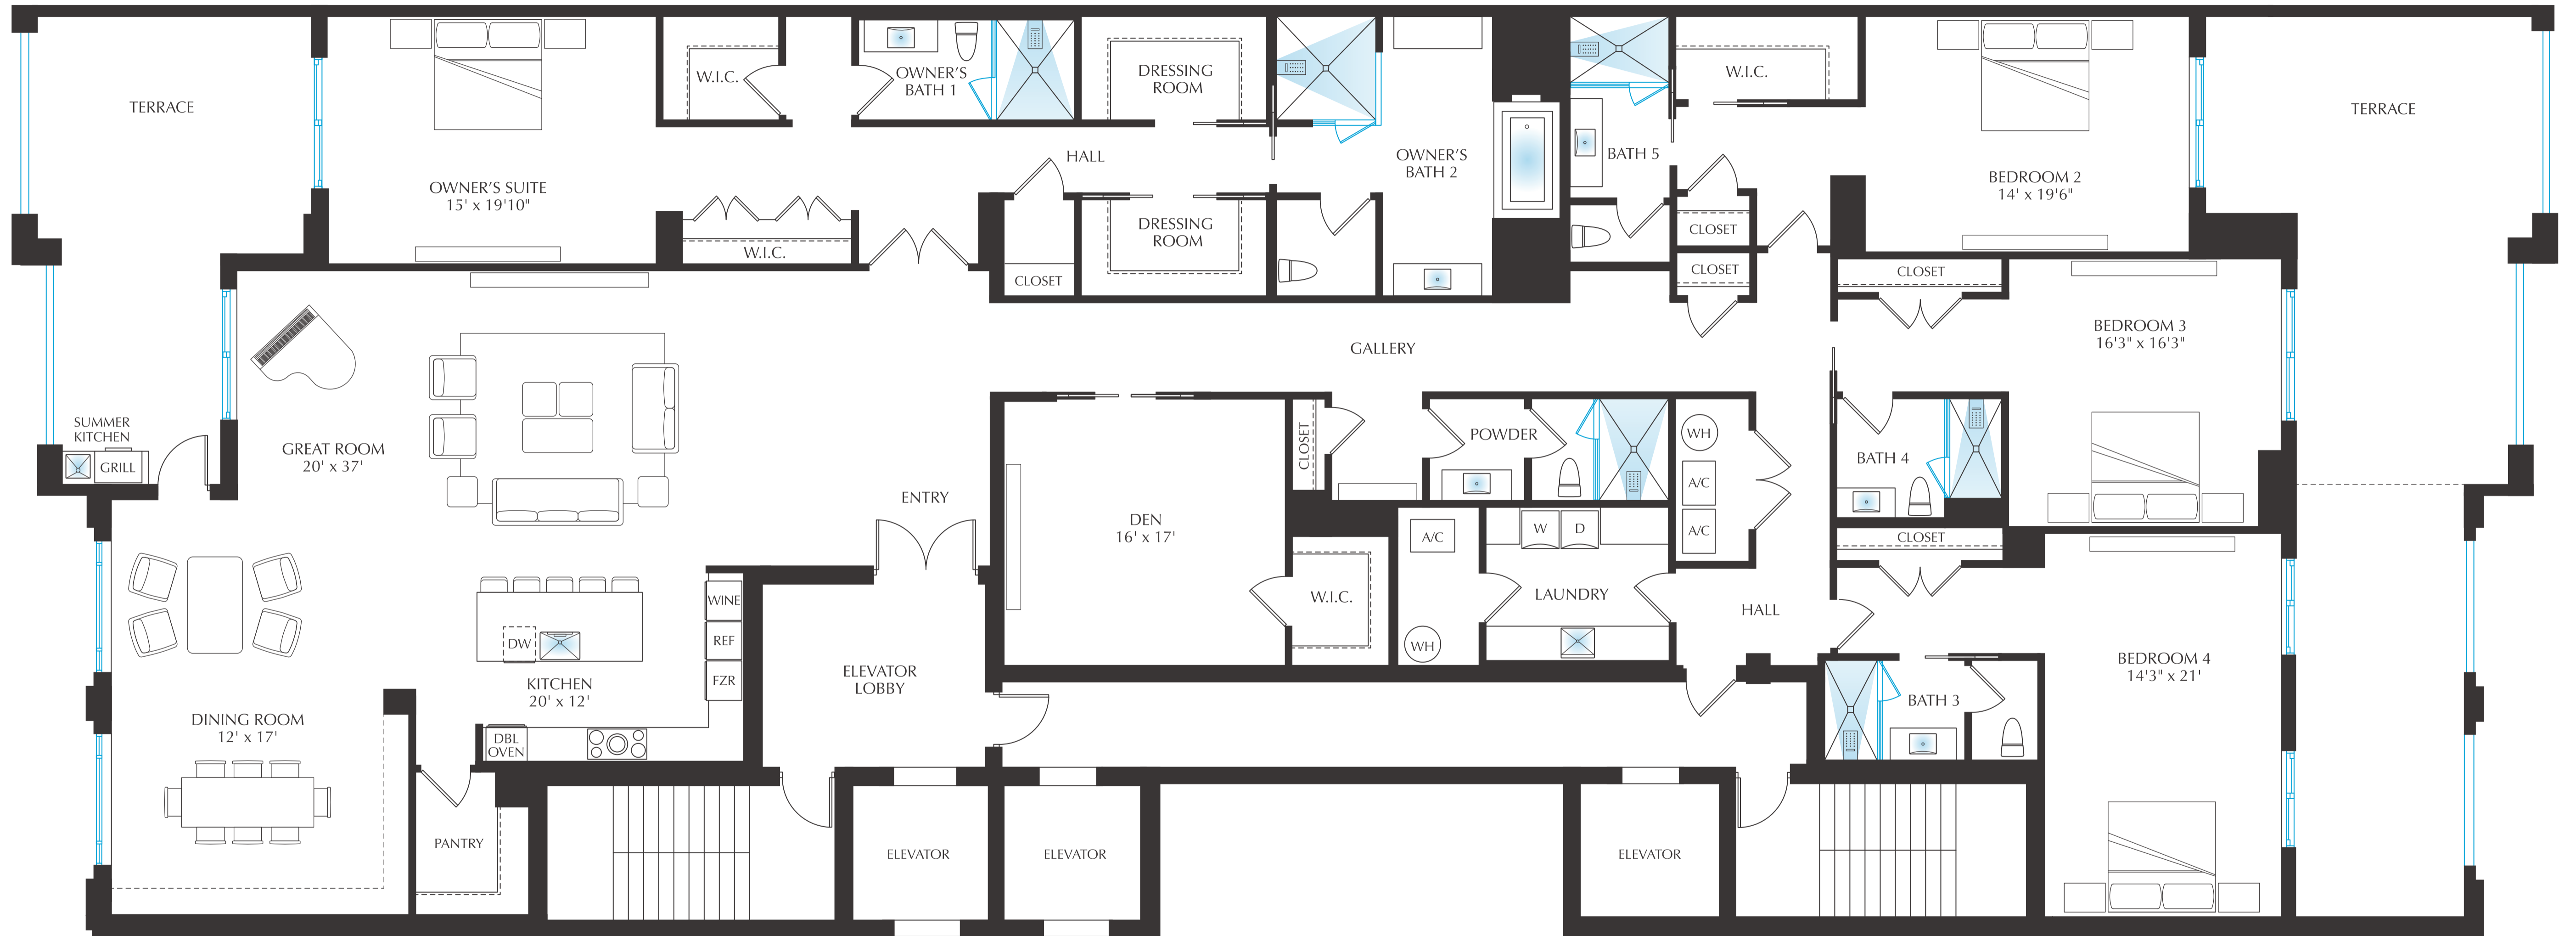 TERRACE
W.I.C.
OWNER'S
BATH 1
DRESSING
ROOM
W.I.C.
TERRACE
HALL
OWNER'S
BATH 2
BATH 5
OWNER'S SUITE
15' x 19'10"
BEDROOM 2
14' x 19'6"
DRESSING
ROOM
CLOSET
W.I.C.
CLOSET
CLOSET
CLOSET
BEDROOM 3
16'3" x 16'3"
GALLERY
SUMMER
KITCHEN
GRILL
GREAT ROOM
20' x 37'
CLOSET
POWDER
WH
A/C
A/C
BATH 4
ENTRY
DEN
16' x 17'
A/C
W
D
CLOSET
WINE
REF
FZR
DW
W.I.C.
LAUNDRY
HALL
WH
ELEVATOR
LOBBY
KITCHEN
20' x 12'
BEDROOM 4
14'3" x 21'
BATH 3
DINING ROOM
12' x 17'
DBL
OVEN
PANTRY
ELEVATOR
ELEVATOR
ELEVATOR